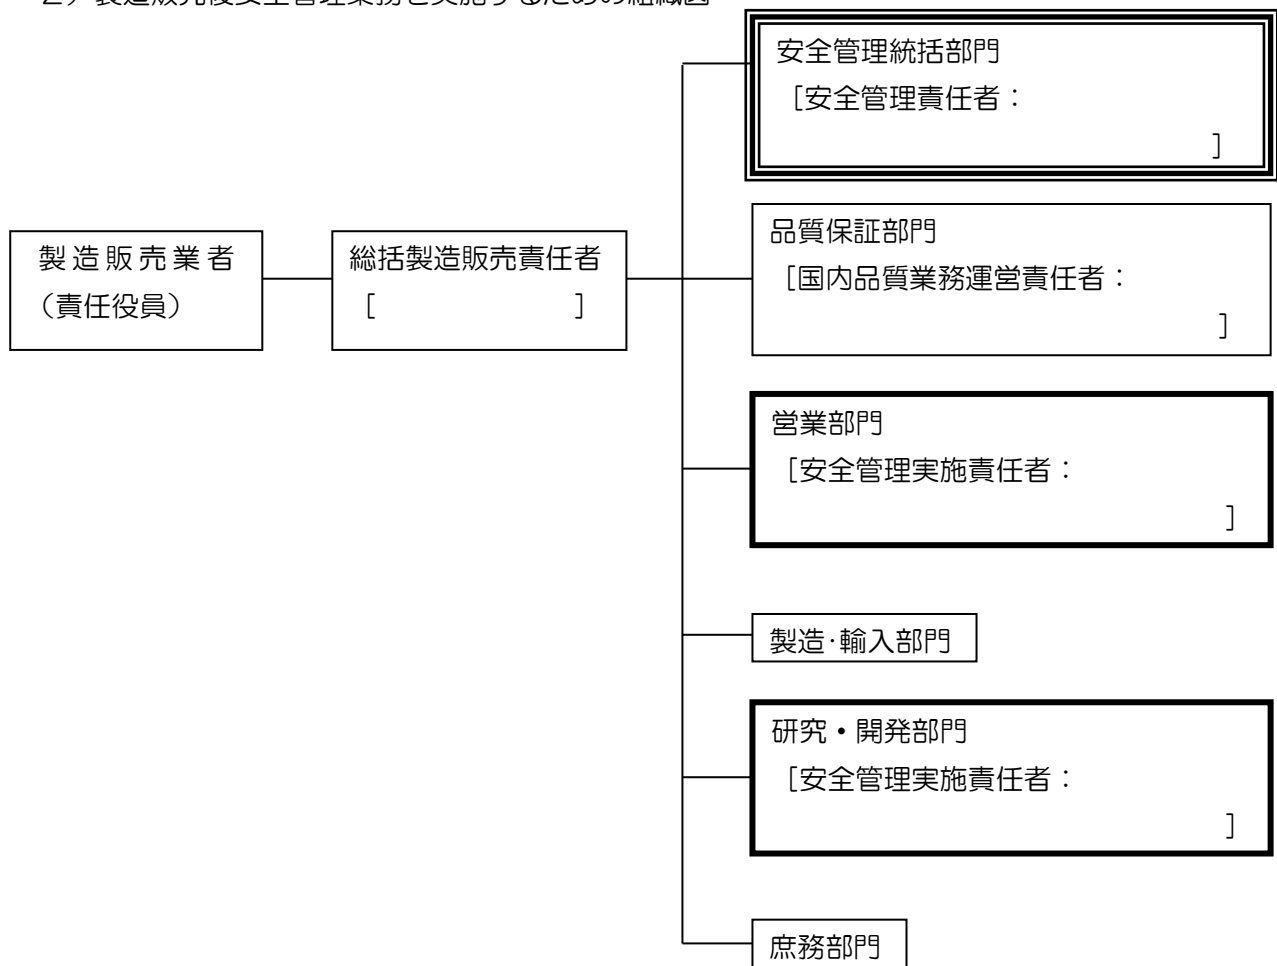 製造販売業者
（責任役員）
総括製造販売責任者
[ ]
安全管理統括部門
[安全管理責任者：
]
品質保証部門
[国内品質業務運営責任者：
]
営業部門
[安全管理実施責任者：
]
製造･輸入部門
研究・開発部門
[安全管理実施責任者：
]
庶務部門